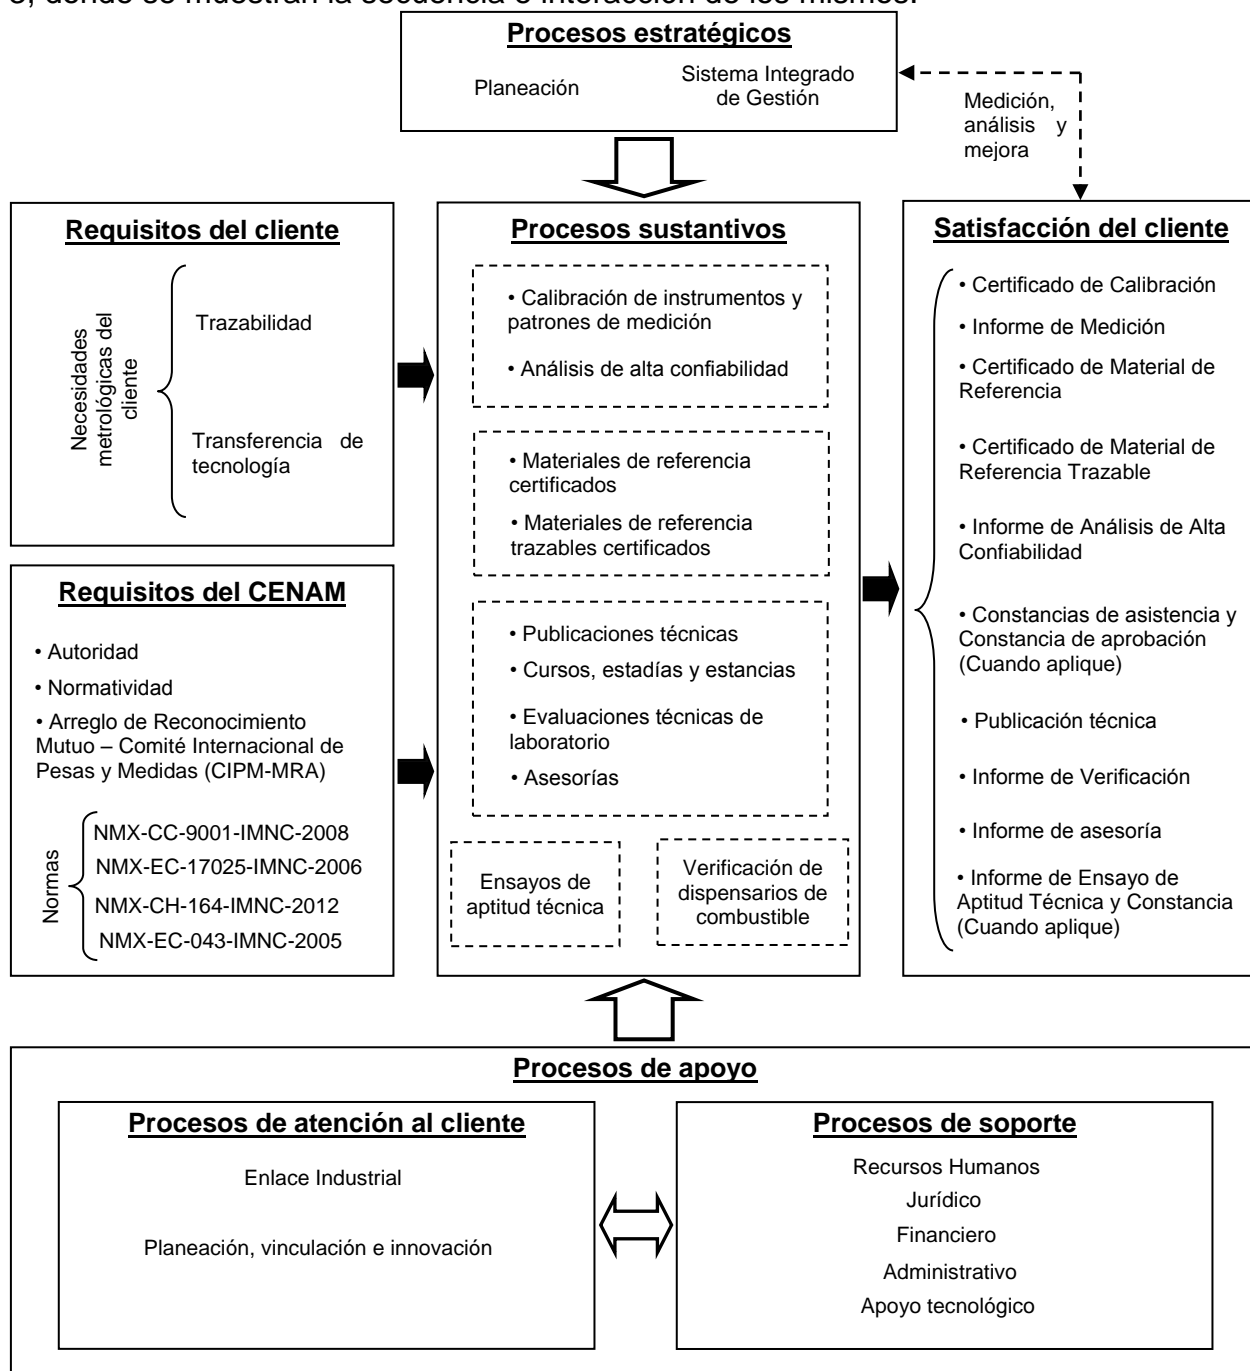 e, donde se muestran la secuencia e interacción de los mismos.
Procesos estratégicos
Planeación
Sistema Integrado
de Gestión
Medición,
análisis y
mejora
Requisitos del cliente
Necesidades
metrológicas del
cliente
Trazabilidad
Transferencia de
tecnología
Requisitos del CENAM
• Autoridad
• Normatividad
• Arreglo de Reconocimiento
Mutuo – Comité Internacional de
Pesas y Medidas (CIPM-MRA)
Normas
NMX-CC-9001-IMNC-2008
NMX-EC-17025-IMNC-2006
NMX-CH-164-IMNC-2012
NMX-EC-043-IMNC-2005
Procesos sustantivos
• Calibración de instrumentos y
patrones de medición
• Análisis de alta confiabilidad
• Materiales de referencia
certificados
• Materiales de referencia
trazables certificados
• Publicaciones técnicas
• Cursos, estadías y estancias
• Evaluaciones técnicas de
laboratorio
• Asesorías
Ensayos de
aptitud técnica
Verificación de
dispensarios de
combustible
Satisfacción del cliente
• Certificado de Calibración
• Informe de Medición
• Certificado de Material de
Referencia
• Certificado de Material de
Referencia Trazable
• Informe de Análisis de Alta
Confiabilidad
• Constancias de asistencia y
Constancia de aprobación
(Cuando aplique)
• Publicación técnica
• Informe de Verificación
• Informe de asesoría
• Informe de Ensayo de
Aptitud Técnica y Constancia
(Cuando aplique)
Procesos de apoyo
Procesos de atención al cliente
Enlace Industrial
Planeación, vinculación e innovación
Procesos de soporte
Recursos Humanos
Jurídico
Financiero
Administrativo
Apoyo tecnológico